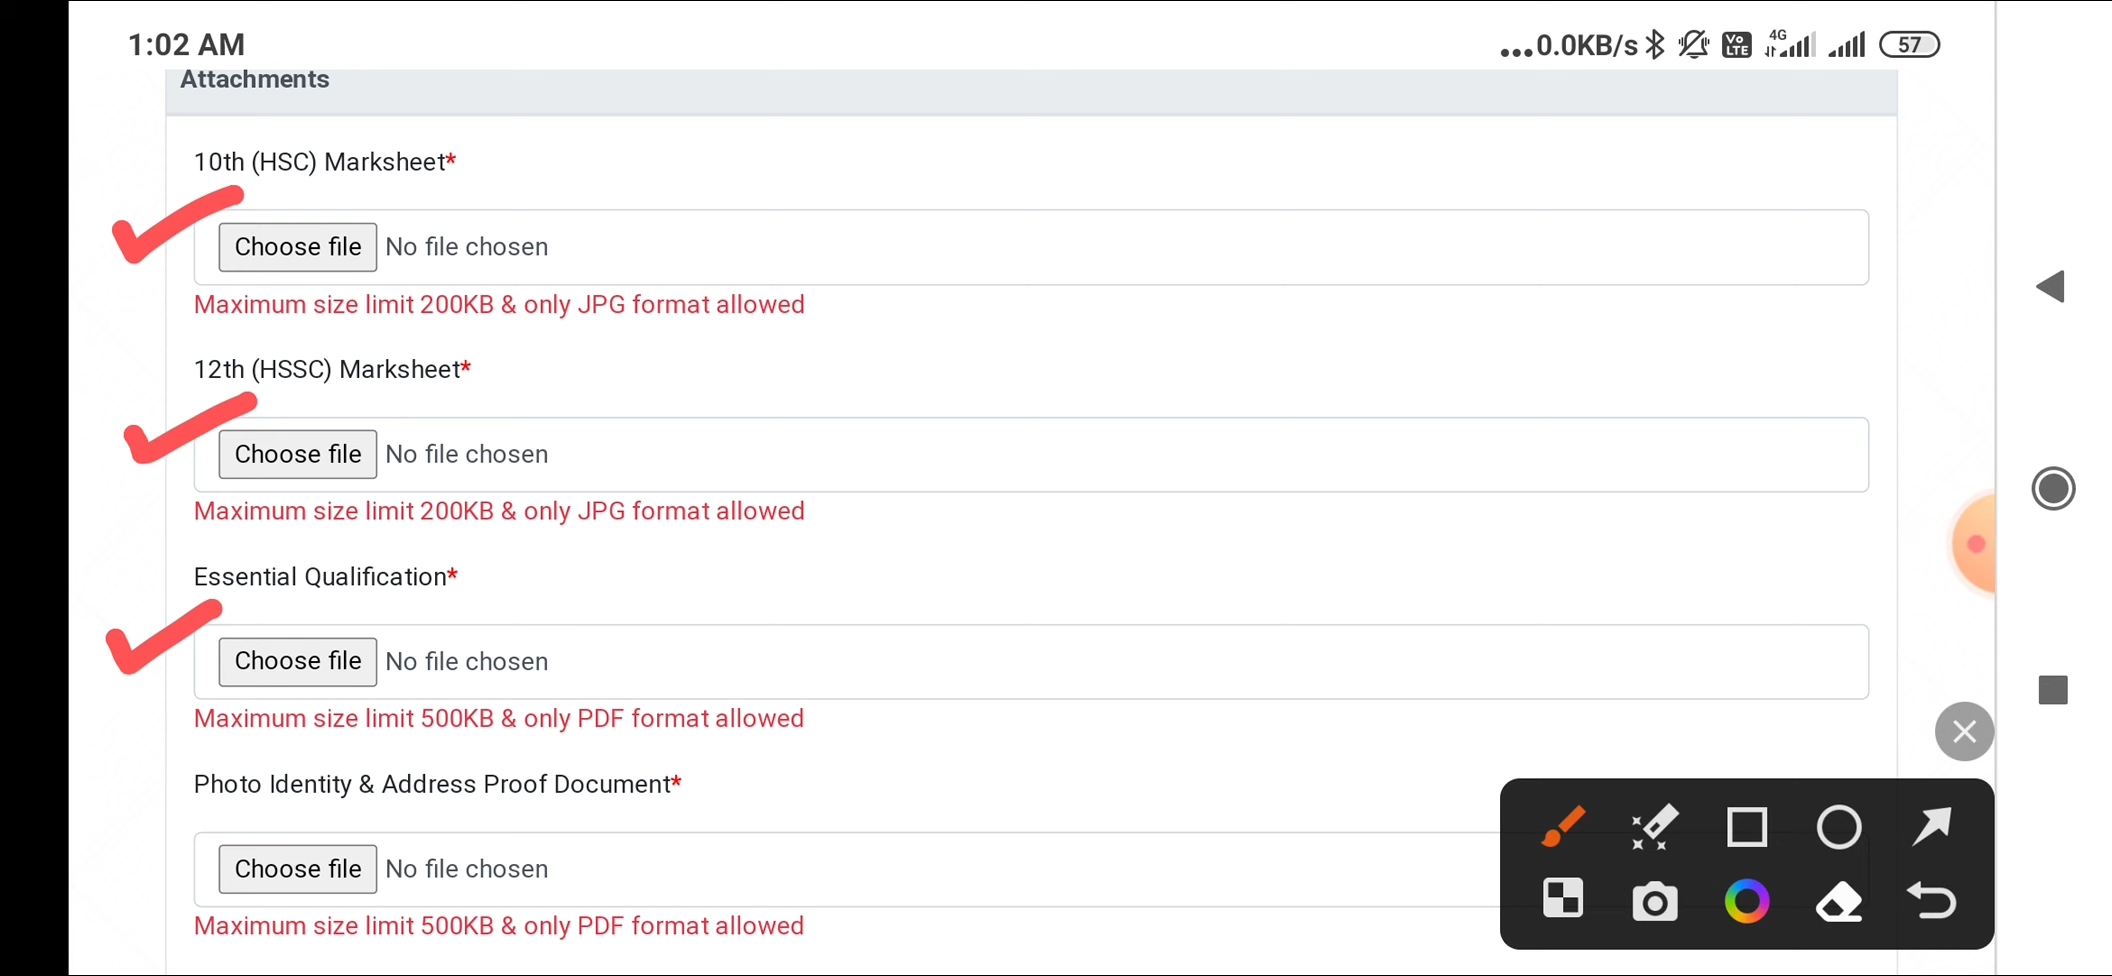 1:02 AM
...0.0KB/s Vo LTE 4G 57
Attachments
10th (HSC) Marksheet*
Choose file No file chosen
Maximum size limit 200KB & only JPG format allowed
12th (HSSC) Marksheet*
Choose file No file chosen
Maximum size limit 200KB & only JPG format allowed
Essential Qualification*
Choose file No file chosen
Maximum size limit 500KB & only PDF format allowed
Photo Identity & Address Proof Document*
Choose file No file chosen
Maximum size limit 500KB & only PDF format allowed